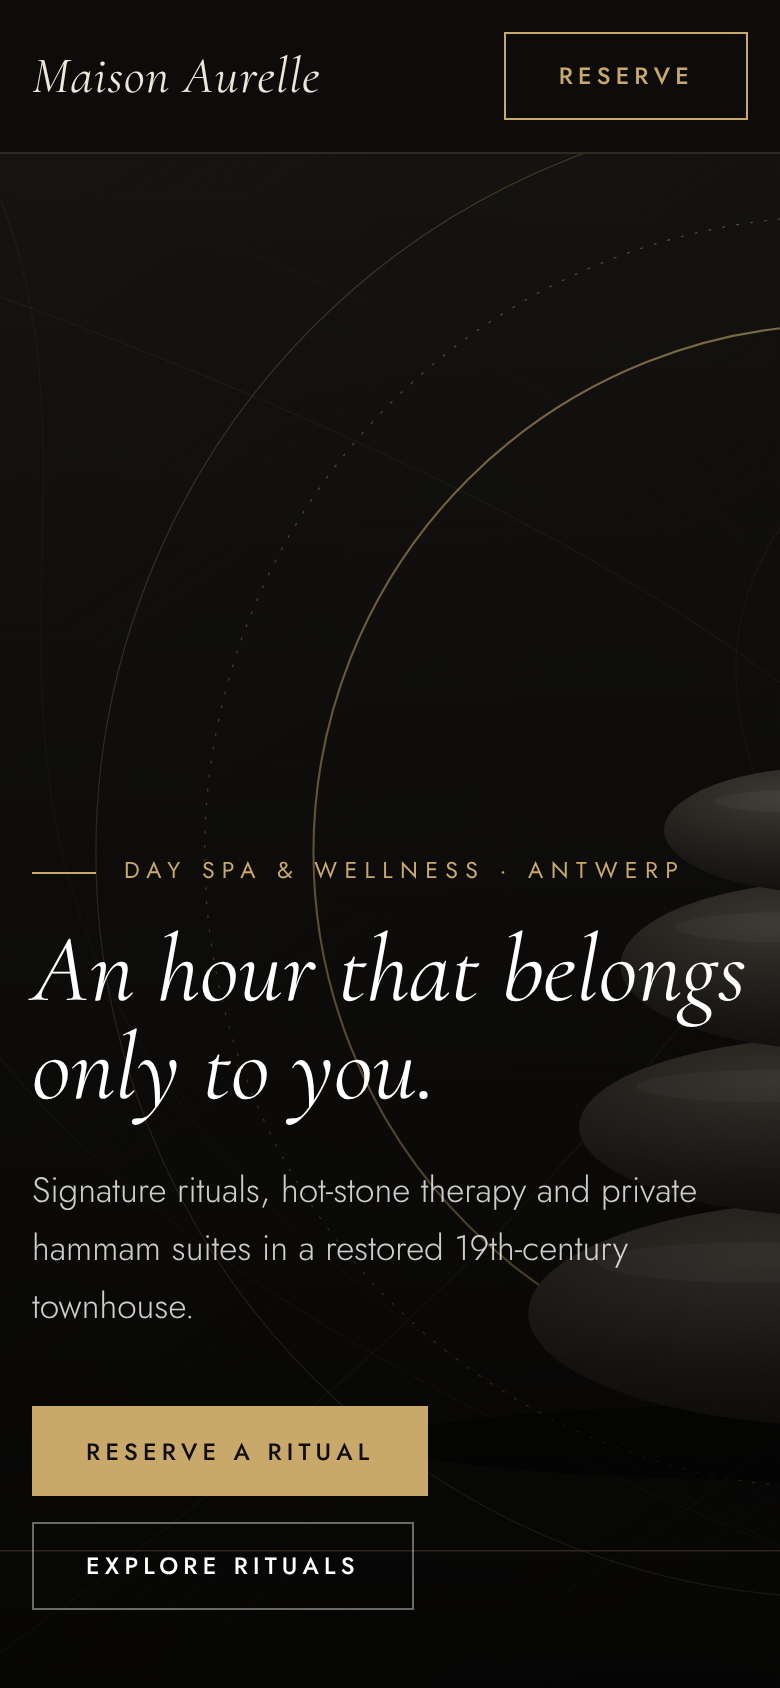 Maison Aurelle
RESERVE
DAY SPA & WELLNESS · ANTWERP
An hour that belongs
only to you.
Signature rituals, hot-stone therapy and private
hammam suites in a restored 19th-century
townhouse.
RESERVE A RITUAL
EXPLORE RITUALS